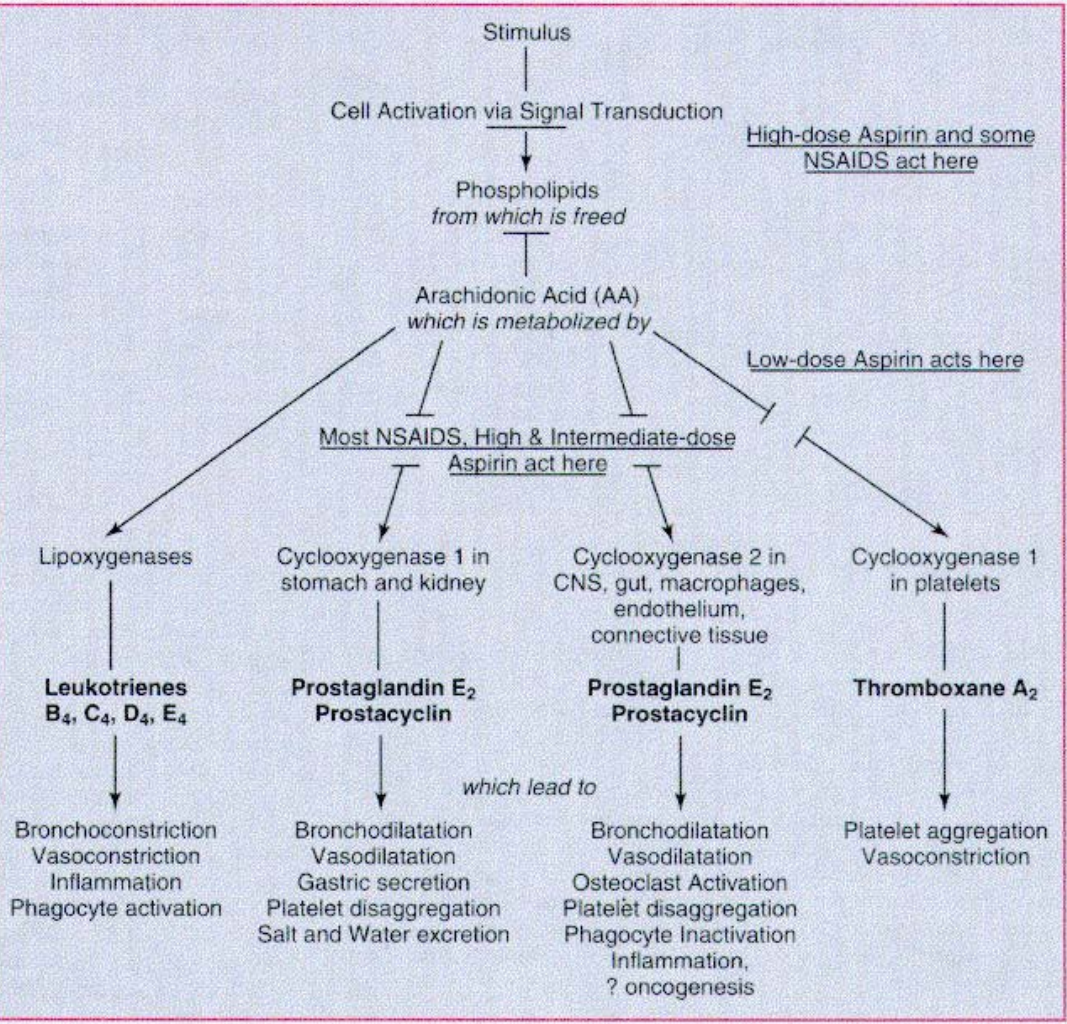 Stimulus
Cell Activation via Signal Transduction
High-dose Aspirin and some
NSAIDS act here
Phospholipids
from which is freed
Arachidonic Acid (AA)
which is metabolized by
Low-dose Aspirin acts here
Most NSAIDS, High & Intermediate-dose
Aspirin act here
Lipoxygenases
Cyclooxygenase 1 in
stomach and kidney
Cyclooxygenase 2 in
CNS, gut, macrophages,
endothelium,
connective tissue
Cyclooxygenase 1
in platelets
Leukotrienes
B₄, C₄, D₄, E₄
Prostaglandin E₂
Prostacyclin
Prostaglandin E₂
Prostacyclin
Thromboxane A₂
which lead to
Bronchoconstriction
Vasoconstriction
Inflammation
Phagocyte activation
Bronchodilatation
Vasodilatation
Gastric secretion
Platelet disaggregation
Salt and Water excretion
Bronchodilatation
Vasodilatation
Osteoclast Activation
Platelet disaggregation
Phagocyte Inactivation
Inflammation,
? oncogenesis
Platelet aggregation
Vasoconstriction